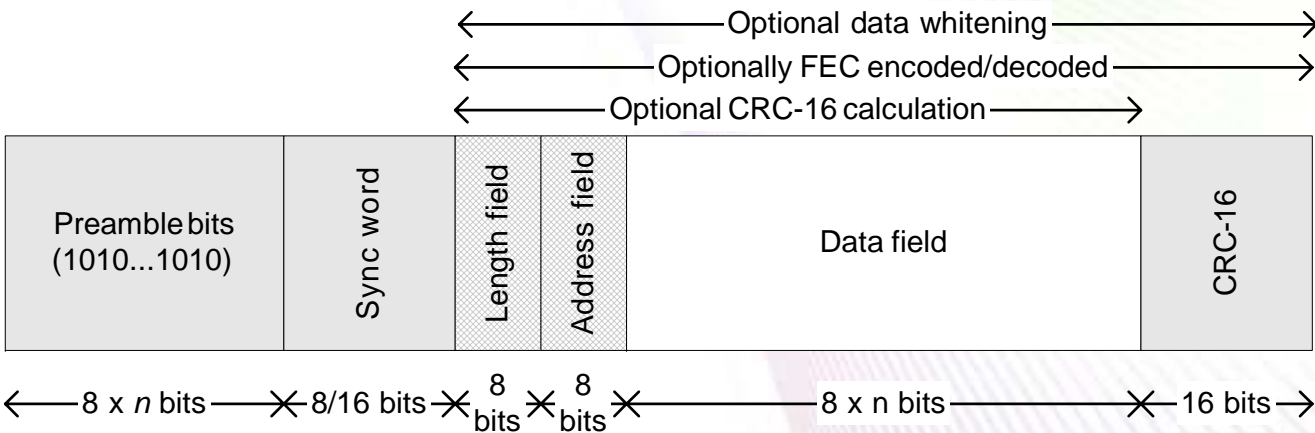 Optional data whitening
Optionally FEC encoded/decoded
Optional CRC-16 calculation
Preamble bits
(1010...1010)
Sync word
Length field
Address field
Data field
CRC-16
8 x n bits
8/16 bits
8
bits
8
bits
8 x n bits
16 bits